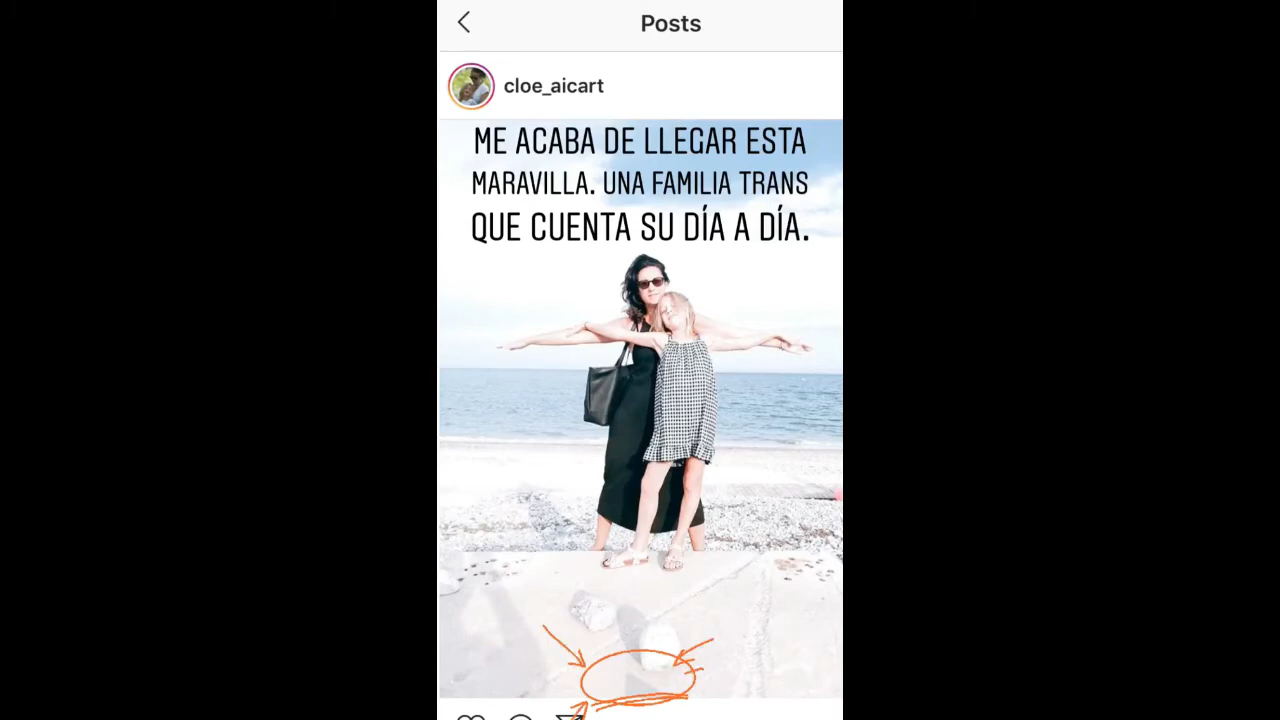 Posts
cloe_aicart
ME ACABA DE LLEGAR ESTA
MARAVILLA. UNA FAMILIA TRANS
QUE CUENTA SU DÍA A DÍA.